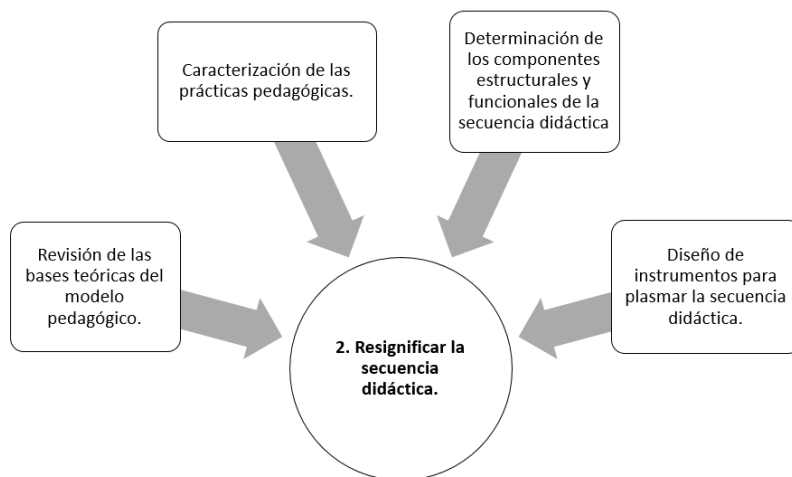 Revisión de las
bases teóricas del
modelo
pedagógico.
Caracterización de las
prácticas pedagógicas.
Determinación de
los componentes
estructurales y
funcionales de la
secuencia didáctica
Diseño de
instrumentos para
plasmar la secuencia
didáctica.
2. Resignificar la
secuencia
didáctica.